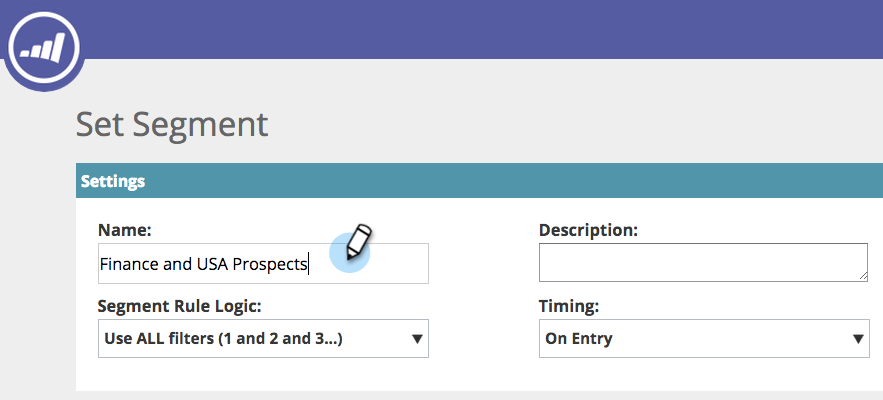 Set Segment
Settings
Name:
Description:
Finance and USA Prospects
Segment Rule Logic:
Timing:
Use ALL filters (1 and 2 and 3...)
On Entry